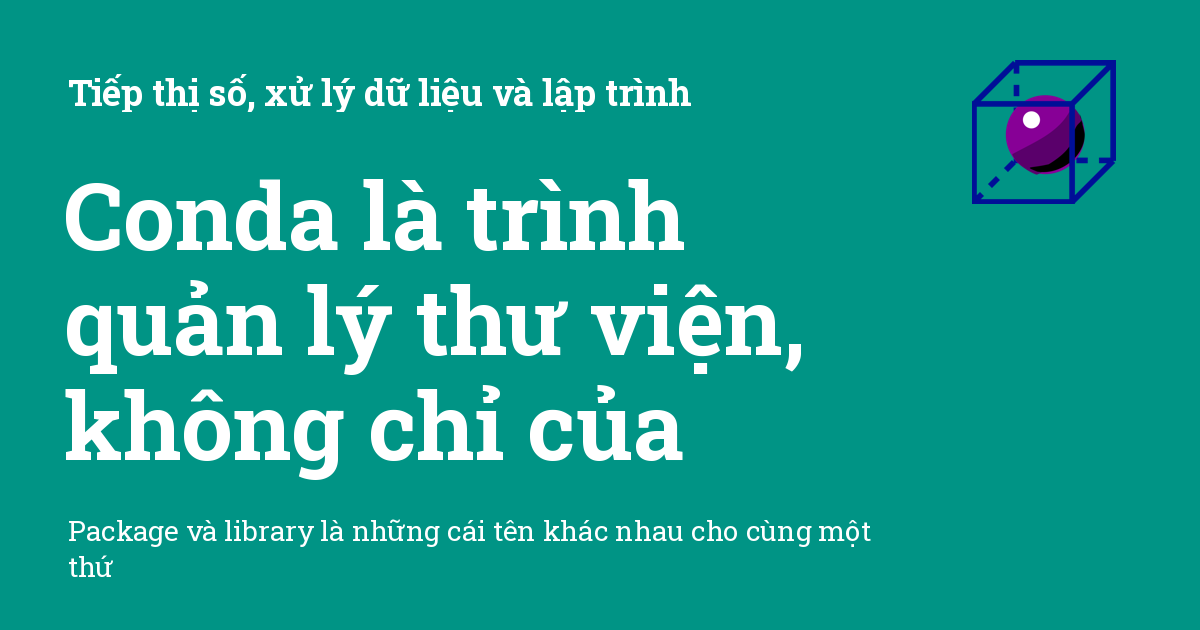 Tiếp thị số, xử lý dữ liệu và lập trình
Conda là trình
quản lý thư viện,
không chỉ của
Package và library là những cái tên khác nhau cho cùng một
thứ